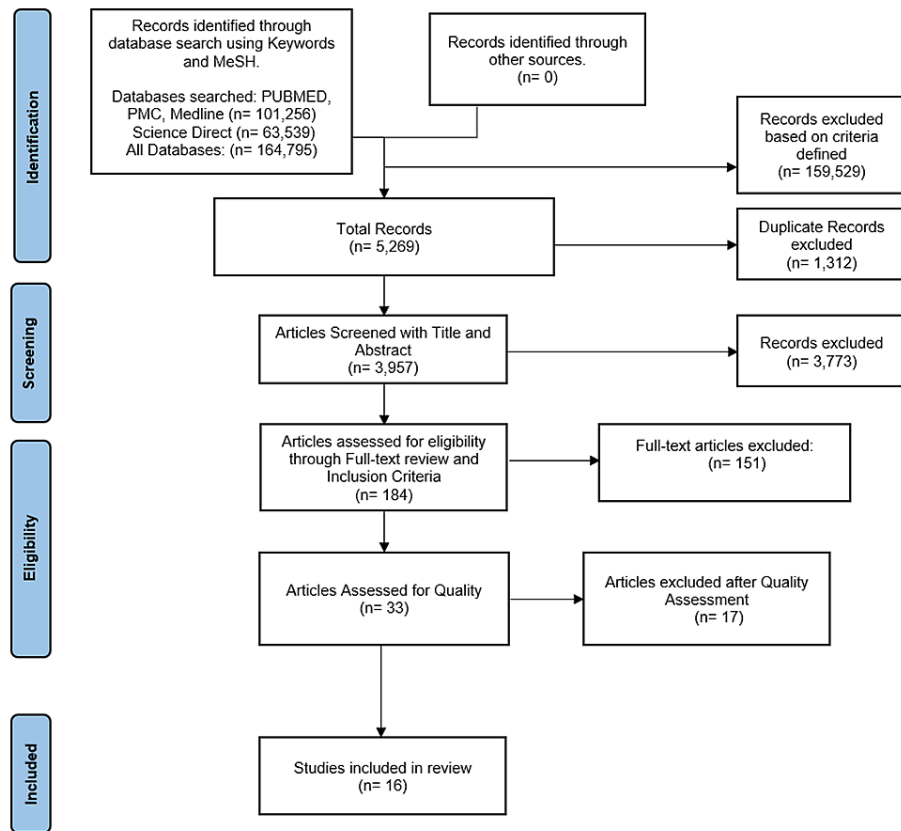 Identification
Records identified through
database search using Keywords
and MeSH.
Databases searched: PUBMED,
PMC, Medline (n= 101,256)
Science Direct (n= 63,539)
All Databases: (n= 164,795)
Records identified through
other sources.
(n= 0)
Records excluded
based on criteria
defined
(n= 159,529)
Total Records
(n= 5,269)
Duplicate Records
excluded
(n= 1,312)
Screening
Articles Screened with Title and
Abstract
(n= 3,957)
Records excluded
(n= 3,773)
Eligibility
Articles assessed for eligibility
through Full-text review and
Inclusion Criteria
(n= 184)
Full-text articles excluded:
(n= 151)
Articles Assessed for Quality
(n= 33)
Articles excluded after Quality
Assessment
(n= 17)
Included
Studies included in review
(n= 16)